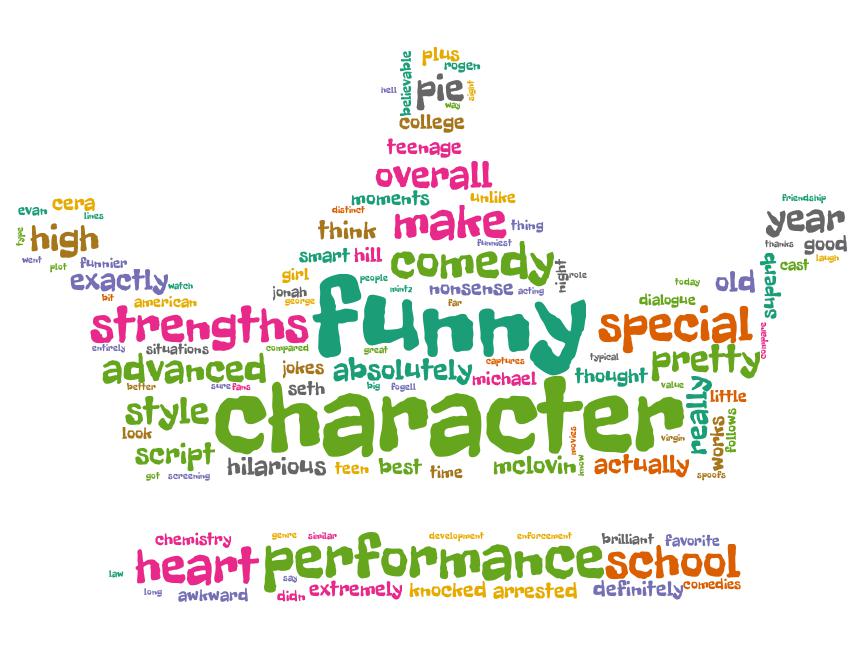 plus
rogen
believable
hell
pie
sight
way
college
teenage
overall
moments
unlike
distinct
think
make
thing
funniest
smart
hill
comedy
night
role
girl
people
mintz
nonsense
acting
jonah
george
far
funny
evan
cera
lines
type
high
went
plot
funnier
exactly
watch
bit
american
strengths
entirely
situations
compared
great
advanced
jokes
absolutely
captures
michael
better
sure
fans
seth
big
fogell
style
character
look
script
got
screening
hilarious
teen
best
time
mclovin
know
movies
actually
friendship
year
thanks
good
laugh
cast
superb
today
old
dialogue
special
compare
typical
pretty
thought
value
really
little
virgin
works
follows
spoofs
chemistry
genre
similar
development
enforcement
brilliant
favorite
law
heart
performance
school
long
awkward
say
didn
extremely
knocked
arrested
definitely
comedies